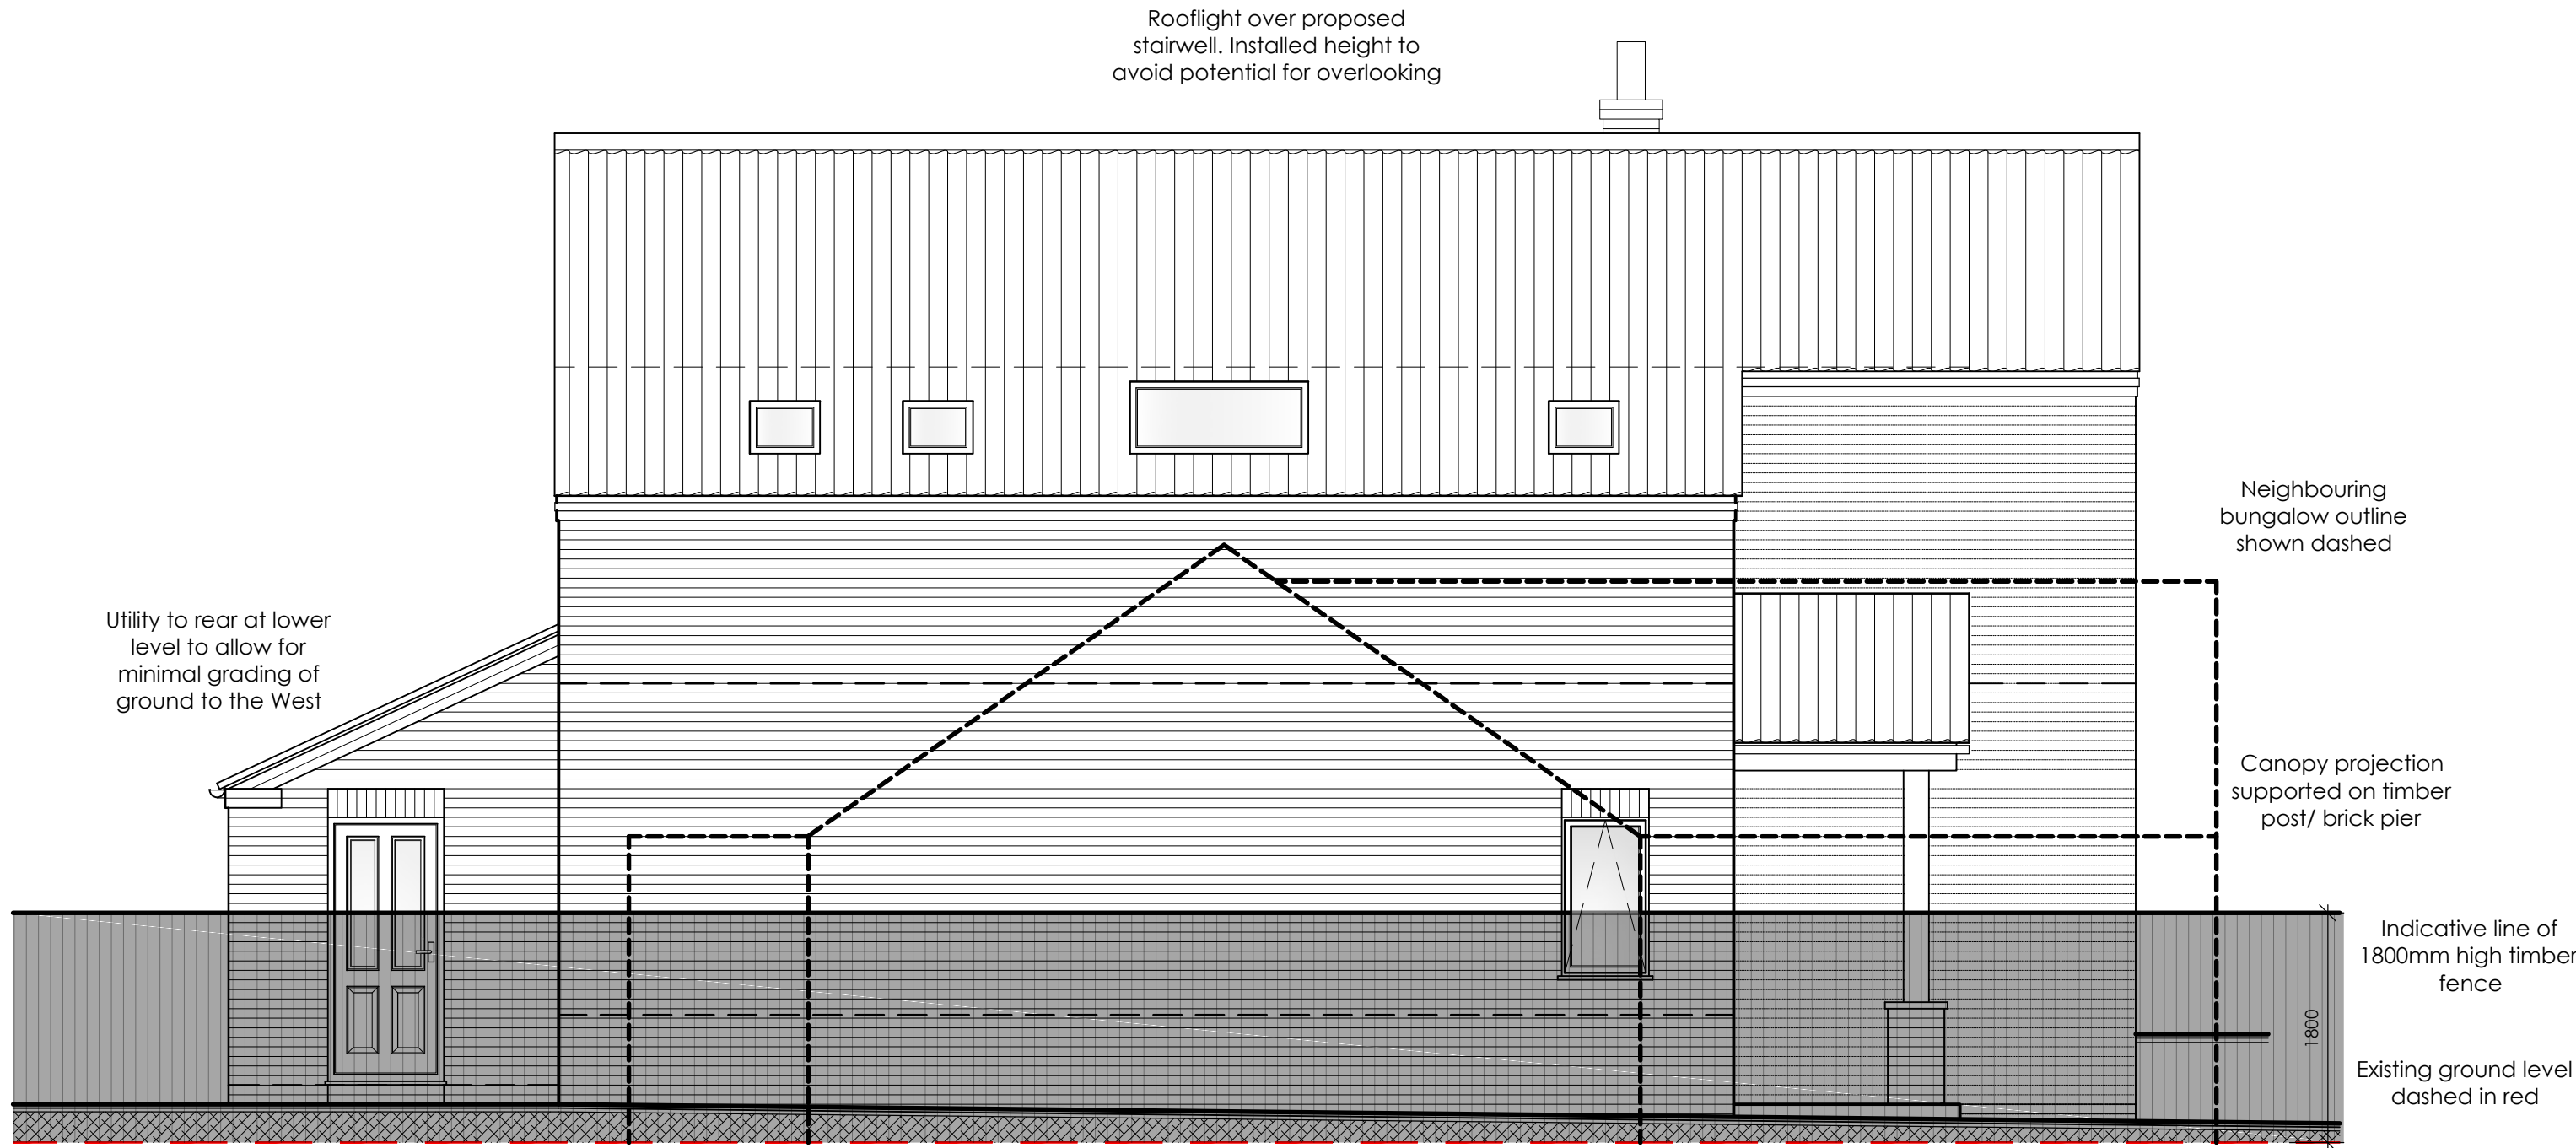 Rooflight over proposed
stairwell. Installed height to
avoid potential for overlooking
Neighbouring
bungalow outline
shown dashed
Utility to rear at lower
level to allow for
minimal grading of
ground to the West
Canopy projection
supported on timber
post/ brick pier
Indicative line of
1800mm high timber
fence
1800
Existing ground level
dashed in red